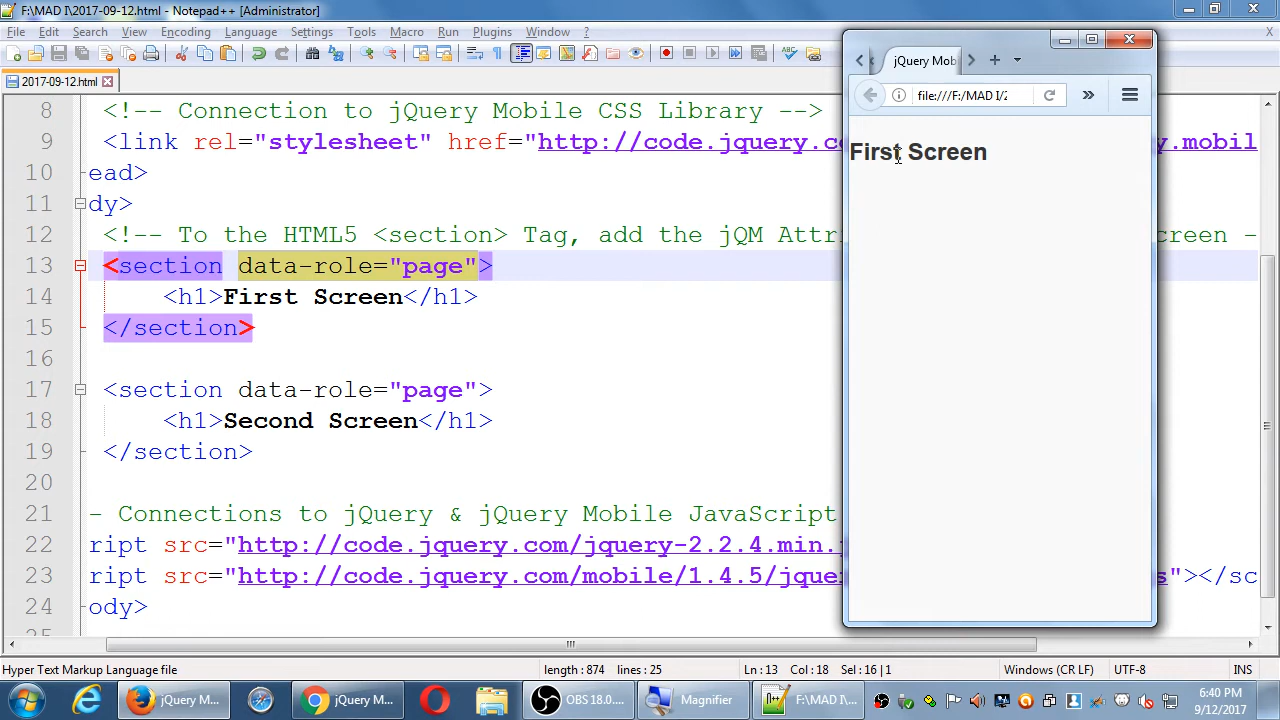 F:\MAD I\2017-09-12.html - Notepad++ [Administrator]
File Edit Search View Encoding Language Settings Tools Macro Run Plugins Window ?
X
2017-09-12.html
8 <!-- Connection to jQuery Mobile CSS Library -->
9 <link rel="stylesheet" href="http://code.jquery.co y.mobil
10 ead>
11 dy>
12 <!-- To the HTML5 <section> Tag, add the jQM Attr creen -
13 <section data-role="page">
14 <h1>First Screen</h1>
15 </section>
16
17 <section data-role="page">
18 <h1>Second Screen</h1>
19 </section>
20
21 - Connections to jQuery & jQuery Mobile JavaScript
22 ript src="http://code.jquery.com/jquery-2.2.4.min.
23 ript src="http://code.jquery.com/mobile/1.4.5/jque s"></sc
24 ody>
25
jQuery Mob
file:///F:/MAD I/2
First Screen
Hyper Text Markup Language file length : 874 lines : 25 Ln : 13 Col : 18 Sel : 16 | 1 Windows (CR LF) UTF-8 INS
jQuery M... jQuery M... OBS 18.0.... Magnifier F:\MAD I\... 6:40 PM
9/12/2017